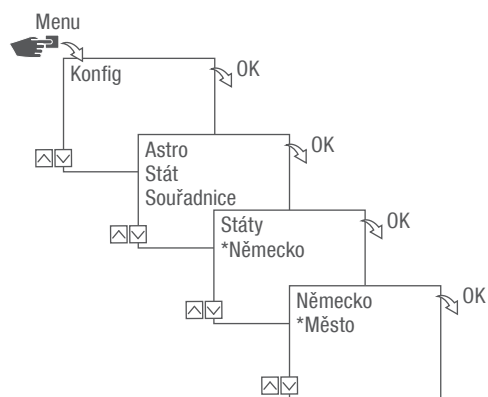 Menu
Konfig
OK
Astro
Stát
Souřadnice
OK
Státy
*Německo
OK
Německo
*Město
OK